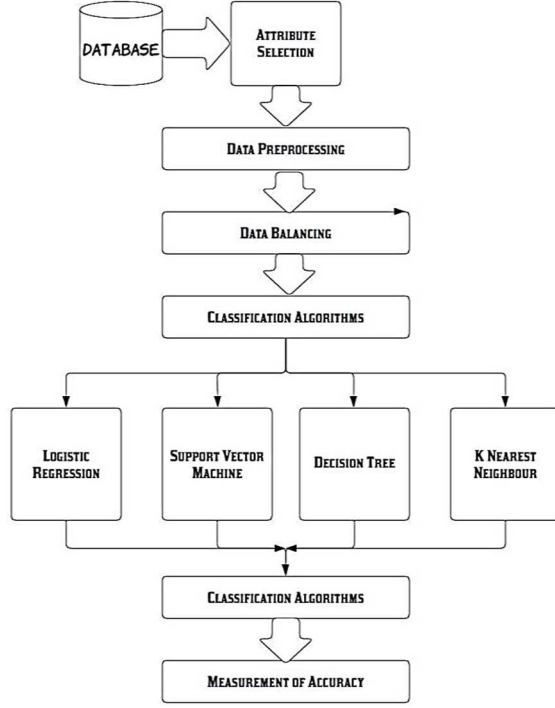 DATABASE
ATTRIBUTE
SELECTION
DATA PREPROCESSING
DATA BALANCING
CLASSIFICATION ALGORITHMS
LOGISTIC
REGRESSION
SUPPORT VECTOR
MACHINE
DECISION TREE
K NEAREST
NEIGHBOUR
CLASSIFICATION ALGORITHMS
MEASUREMENT OF ACCURACY